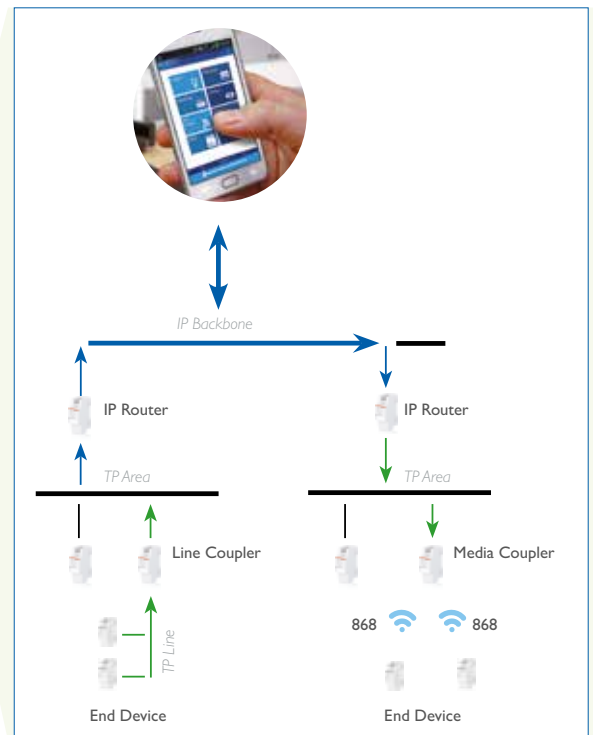 IP Backbone
IP Router
IP Router
TP Area
TP Area
Line Coupler
Media Coupler
868
868
TP Line
End Device
End Device